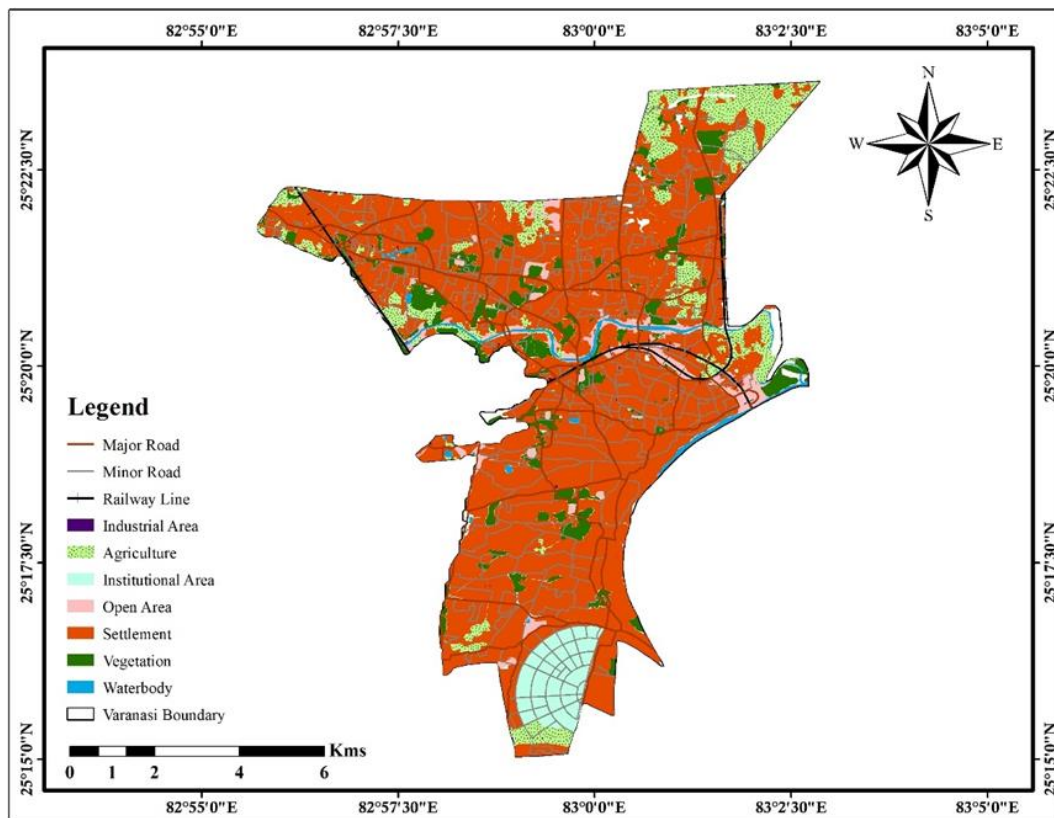 82°55'0"E 82°57'30"E 83°0'0"E 83°2'30"E 83°5'0"E
N
W E
S
25°22'30"N 25°22'30"N
25°20'0"N 25°20'0"N
25°17'30"N 25°17'30"N
25°15'0"N 25°15'0"N
Legend
Major Road
Minor Road
Railway Line
Industrial Area
Agriculture
Institutional Area
Open Area
Settlement
Vegetation
Waterbody
Varanasi Boundary
Kms
0 1 2 4 6
82°55'0"E 82°57'30"E 83°0'0"E 83°2'30"E 83°5'0"E